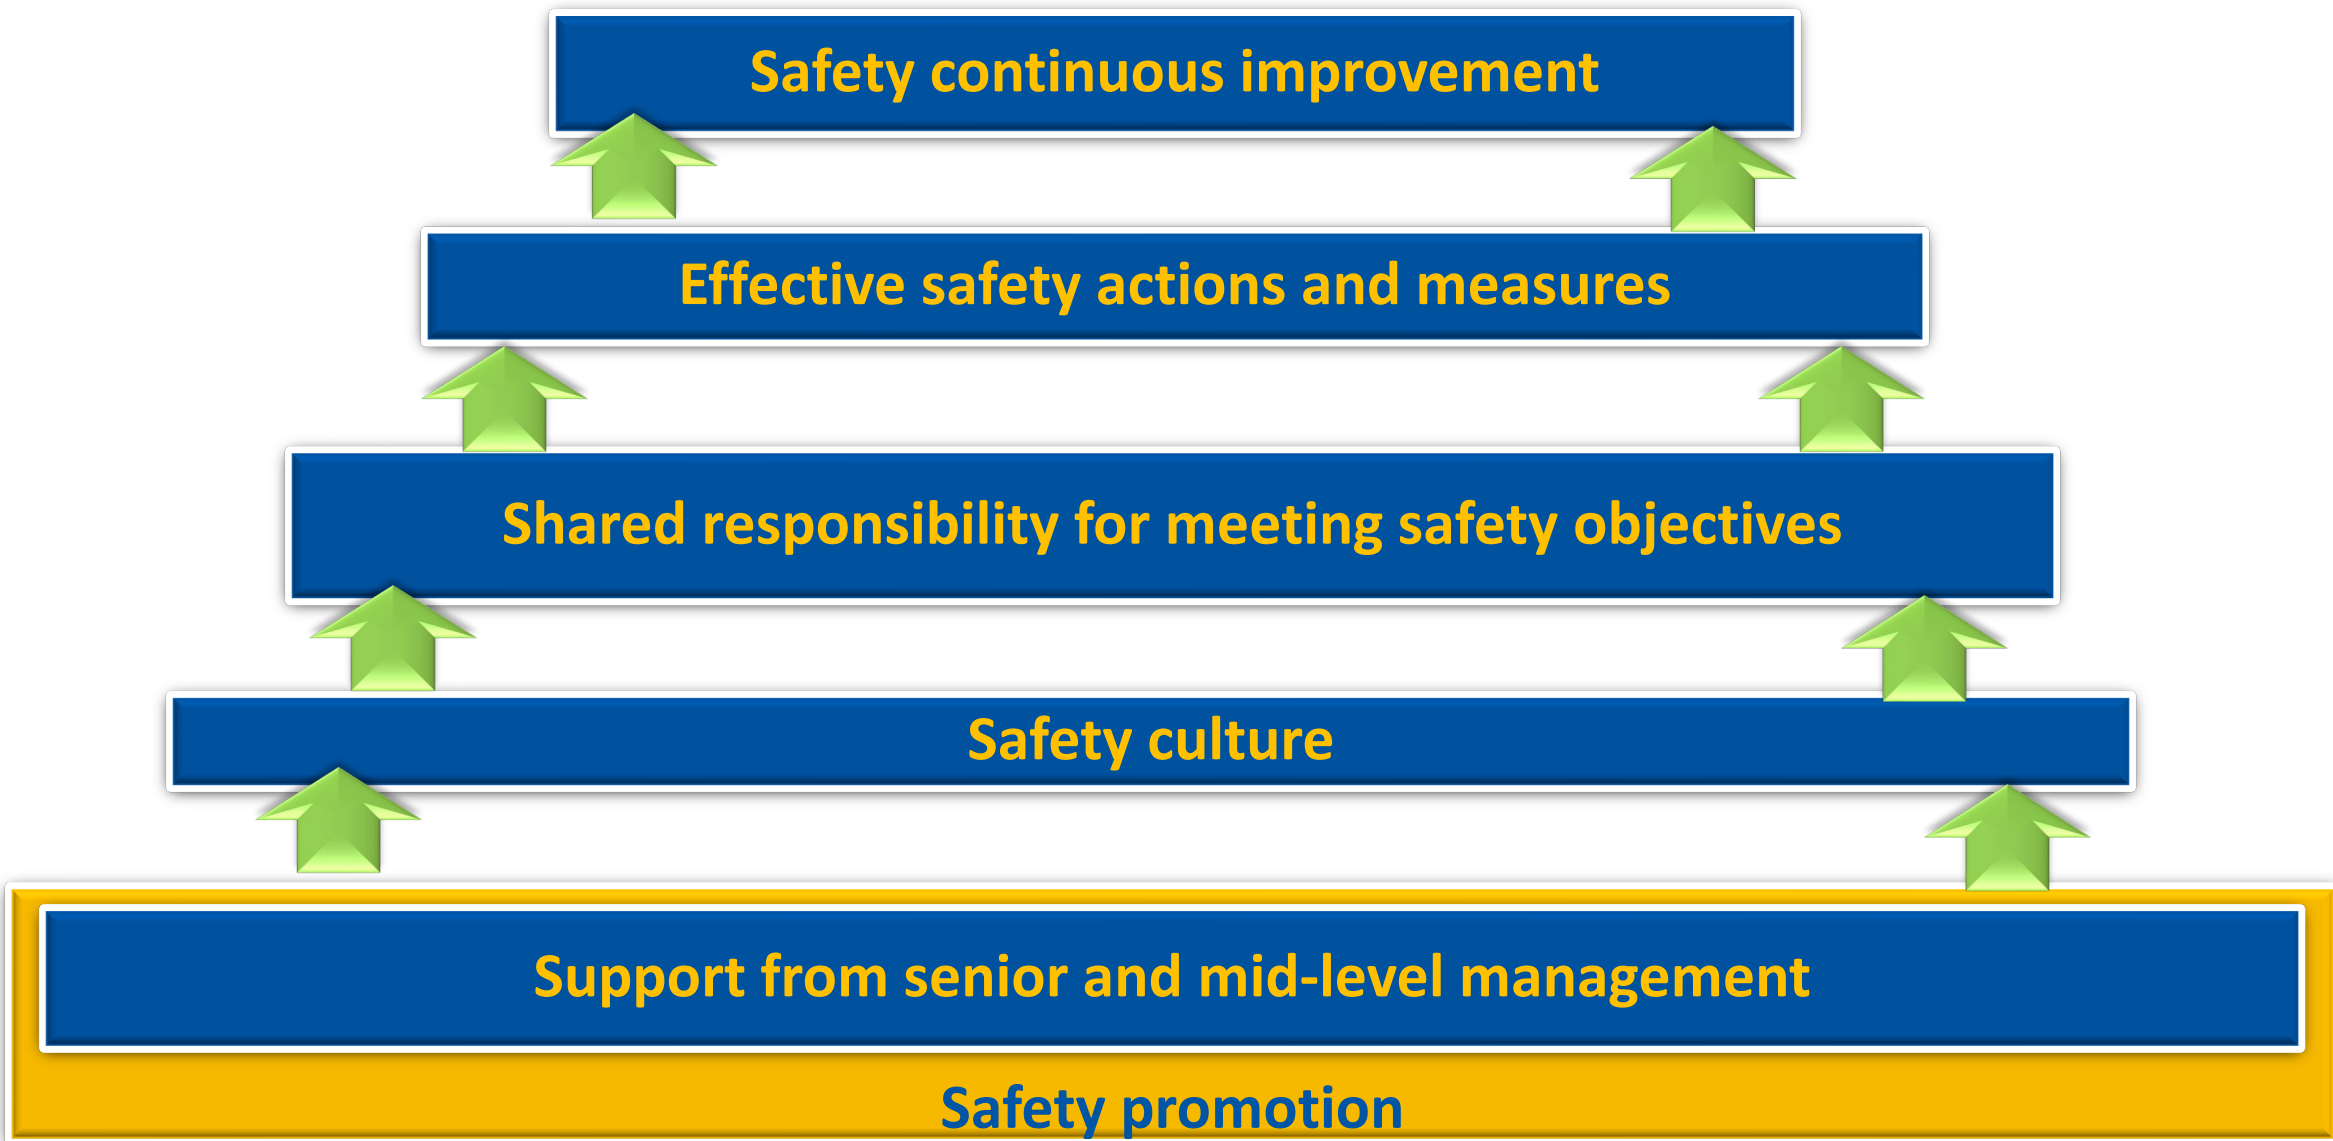 Safety continuous improvement
Effective safety actions and measures
Shared responsibility for meeting safety objectives
Safety culture
Support from senior and mid-level management
Safety promotion